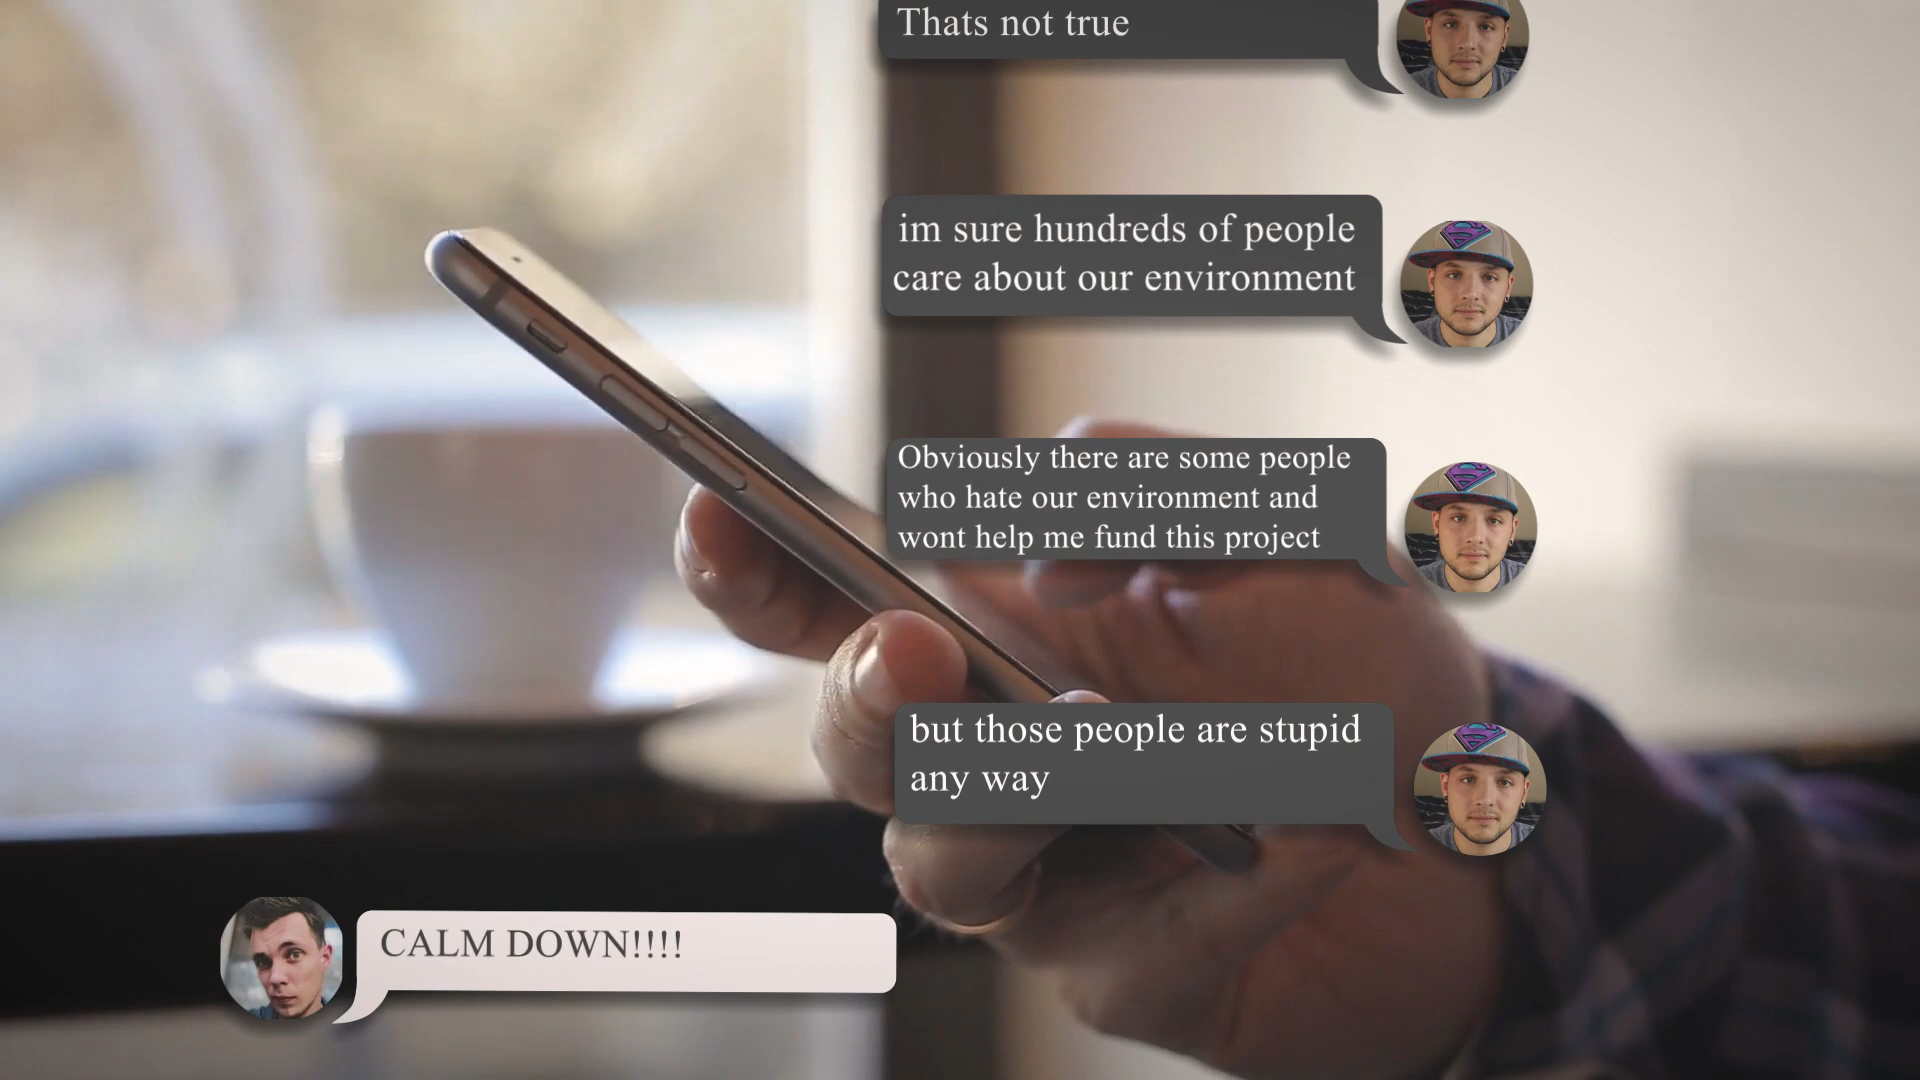 Thats not true
im sure hundreds of people
care about our environment
Obviously there are some people
who hate our environment and
wont help me fund this project
but those people are stupid
any way
CALM DOWN!!!!